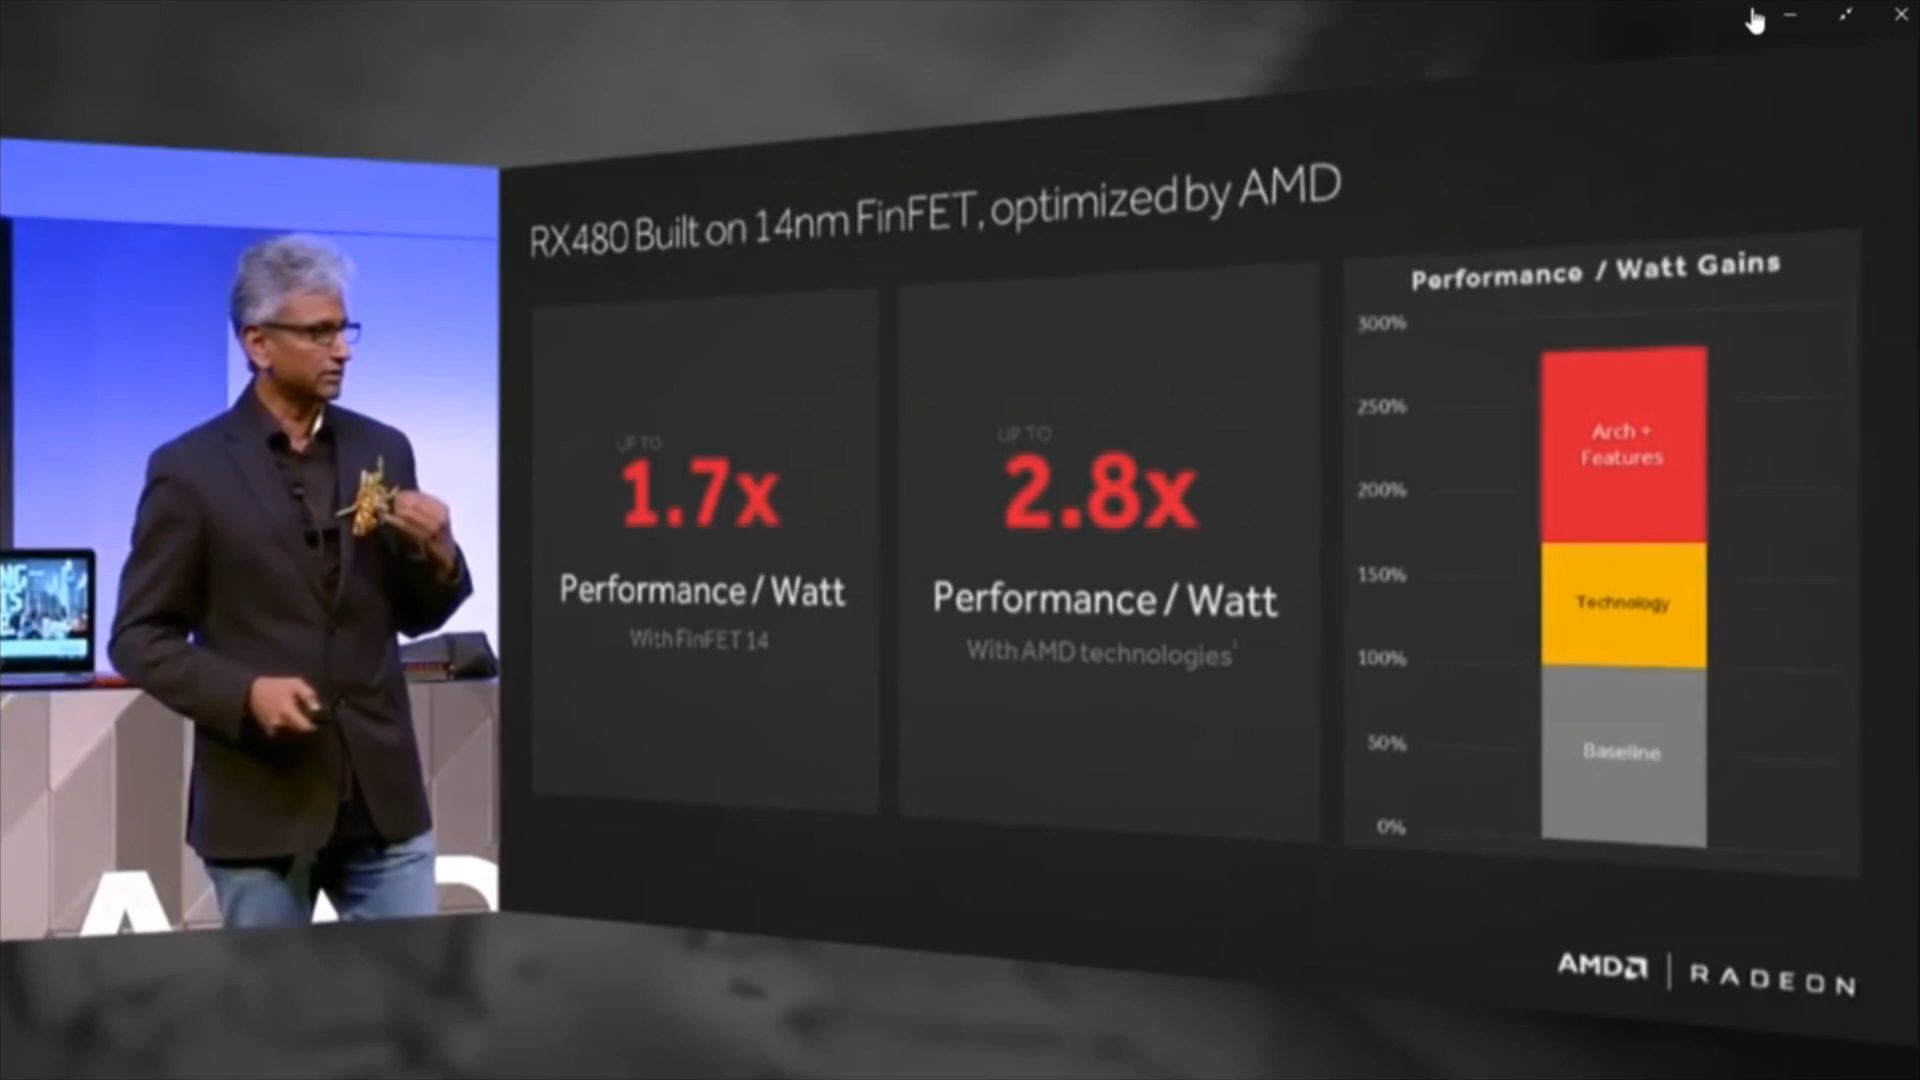 RX480 Built on 14nm FinFET, optimized by AMD
UP TO
1.7x
Performance / Watt
With FinFET 14
UP TO
2.8x
Performance / Watt
With AMD technologies¹
Performance / Watt Gains
300%
250%
200%
150%
100%
50%
0%
Arch +
Features
Technology
Baseline
AMD | RADEON